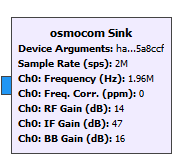 osmocom Sink
Device Arguments: ha...5a8ccf
Sample Rate (sps): 2M
Ch0: Frequency (Hz): 1.96M
Ch0: Freq. Corr. (ppm): 0
Ch0: RF Gain (dB): 14
Ch0: IF Gain (dB): 47
Ch0: BB Gain (dB): 16